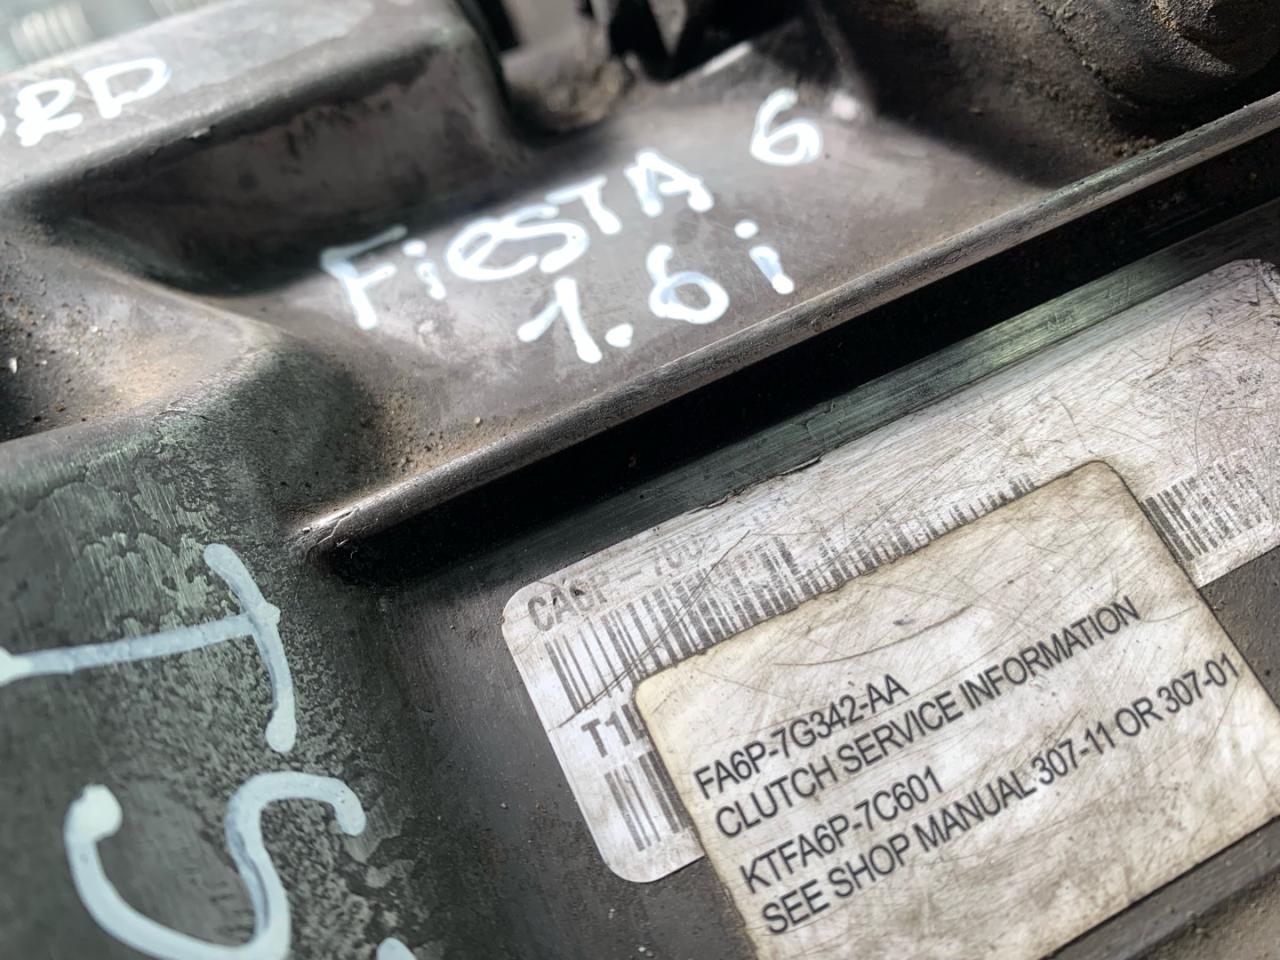 FIESTA 6
1.6i
CA6P-
FA6P-7G342-AA
CLUTCH SERVICE INFORMATION
KTFA6P-7C601
SEE SHOP MANUAL 307-11 OR 307-01